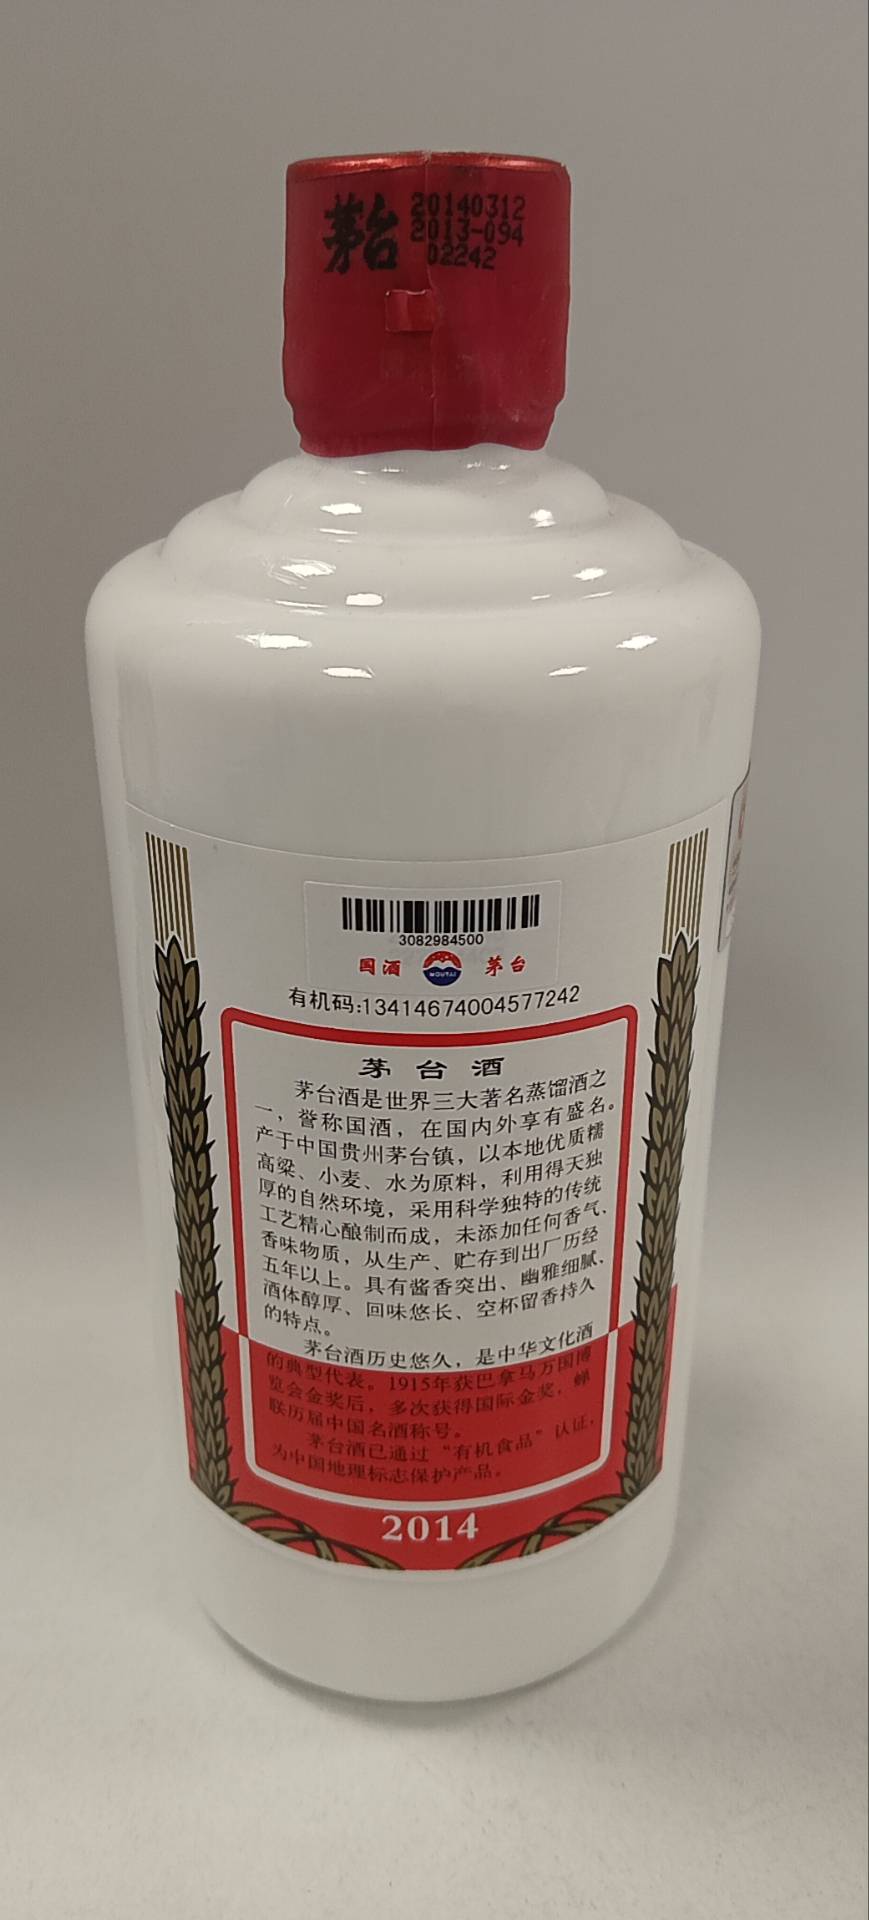 茅台
20140312
2013-094
02242
3082984500
国酒 MOUTAI 茅台
有机码:13414674004577242
茅台酒
茅台酒是世界三大著名蒸馏酒之
一，誉称国酒，在国内外享有盛名。
产于中国贵州茅台镇，以本地优质糯
高粱、小麦、水为原料，利用得天独
厚的自然环境，采用科学独特的传统
工艺精心酿制而成，未添加任何香气、
香味物质，从生产、贮存到出厂历经
五年以上。具有酱香突出、幽雅细腻、
酒体醇厚、回味悠长、空杯留香持久
的特点。
茅台酒历史悠久，是中华文化酒
的典型代表。1915年获巴拿马万国博
览会金奖后，多次获得国际金奖，蝉
联历届中国名酒称号。
茅台酒已通过“有机食品”认证，
为中国地理标志保护产品。
2014